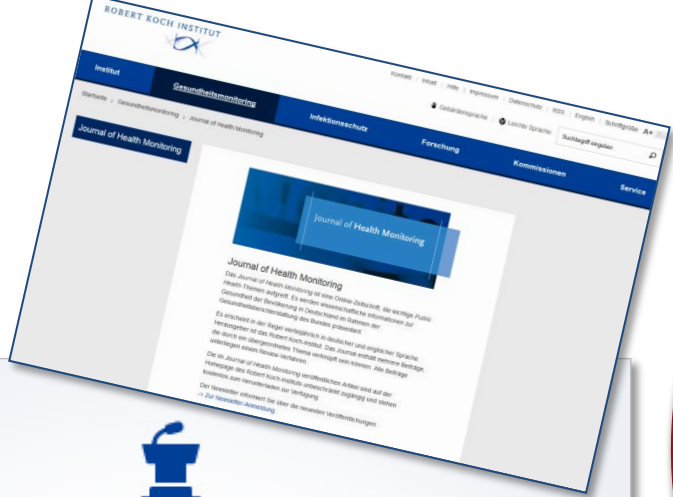 ROBERT KOCH INSTITUT
Kontakt | Inhalt | Hilfe | Impressum | Datenschutz | RSS | English | Schriftgröße A+
Gebärdensprache | Leichte Sprache
Suchbegriff eingeben
Institut
Gesundheitsmonitoring
Infektionsschutz
Forschung
Kommissionen
Service
Startseite > Gesundheitsmonitoring > Journal of Health Monitoring
Journal of Health Monitoring
Journal of Health Monitoring
Journal of Health Monitoring
Das Journal of Health Monitoring ist eine Online-Zeitschrift, die wichtige Public
Health-Themen aufgreift. Es werden wissenschaftliche Informationen zur
Gesundheit der Bevölkerung in Deutschland im Rahmen der
Gesundheitsberichterstattung des Bundes präsentiert.
Es erscheint in der Regel vierteljährlich in deutscher und englischer Sprache.
Herausgeber ist das Robert Koch-Institut. Das Journal enthält mehrere Beiträge,
die durch ein übergeordnetes Thema verknüpft sein können. Alle Beiträge
unterliegen einem Review-Verfahren.
Die im Journal of Health Monitoring veröffentlichten Artikel sind auf der
Homepage des Robert Koch-Instituts unbeschränkt zugängig und stehen
kostenlos zum Herunterladen zur Verfügung.
Der Newsletter informiert Sie über die neuesten Veröffentlichungen:
-> Zur Newsletter-Anmeldung